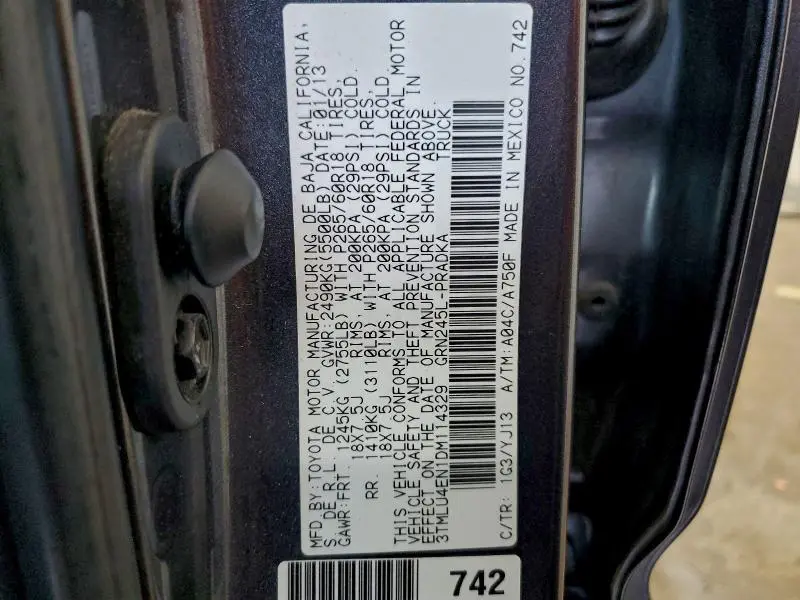 MFD.BY:TOYOTA MOTOR MANUFACTURING DE BAJA CALIFORNIA,
S. DE R.L. DE C.V. GVWR:2490KG(5500LB) DATE:01/13
GAWR:FRT. 1245KG (2755LB) WITH P265/60R18 TIRES,
18X7.5J RIMS, AT 200KPA (29PSI) COLD
RR. 1410KG (3110LB) WITH P265/60R18 TIRES,
18X7.5J RIMS, AT 200KPA (29PSI) COLD
THIS VEHICLE CONFORMS TO ALL APPLICABLE FEDERAL MOTOR
VEHICLE SAFETY AND THEFT PREVENTION STANDARDS IN
EFFECT ON THE DATE OF MANUFACTURE SHOWN ABOVE.
3TMLU4EN1DM114329 GRN245L-PRADKA TRUCK
C/TR: 1G3/YJ13 A/TM:A04C/A750F MADE IN MEXICO NO.742
742